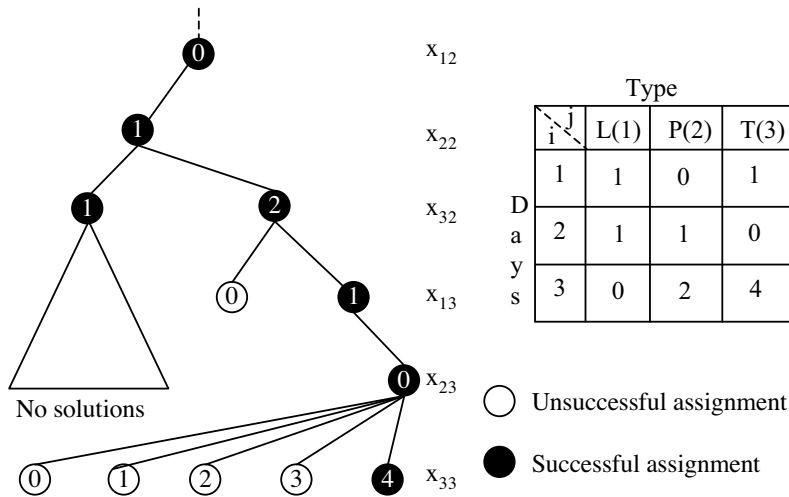 0 x12
1 x22
1 2 x32
0 1 x13
0 x23
No solutions
0 1 2 3 4 x33
Type
i j L(1) P(2) T(3)
1 1 0 1
2 1 1 0
3 0 2 4
Days
Unsuccessful assignment
Successful assignment